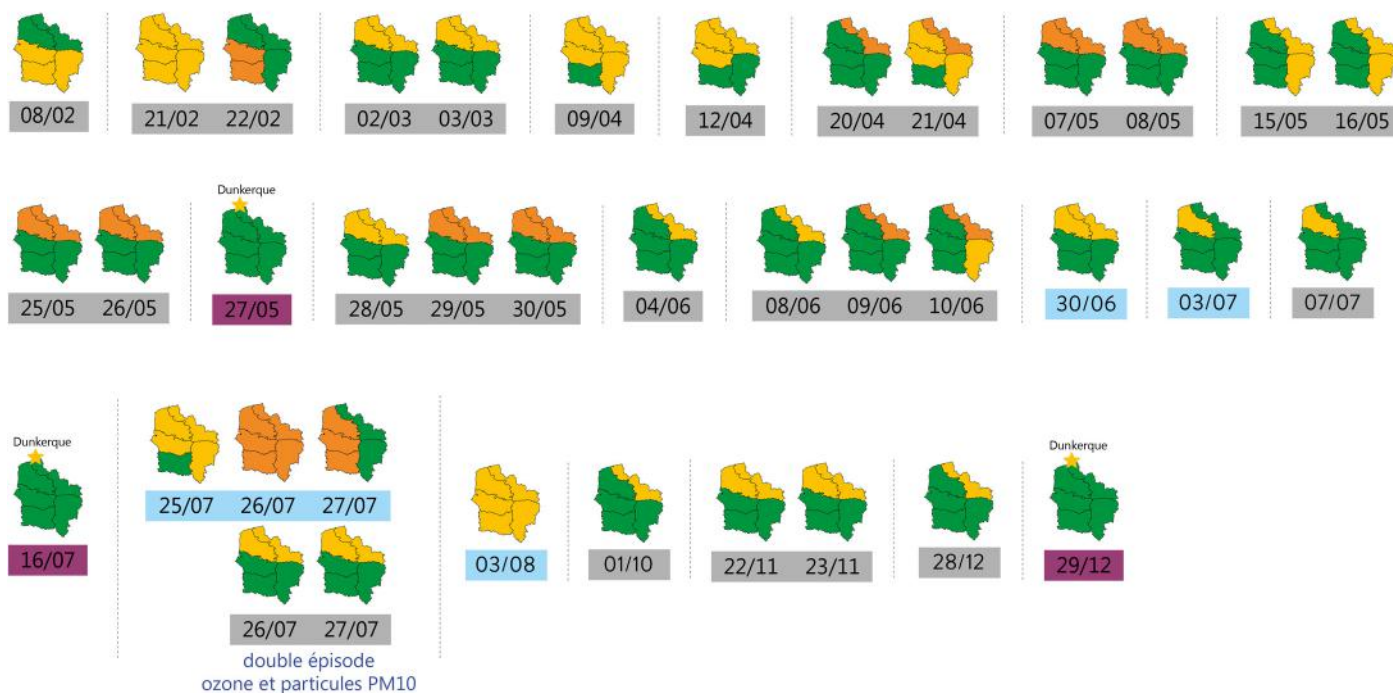 08/02 21/02 22/02 02/03 03/03 09/04 12/04 20/04 21/04 07/05 08/05 15/05 16/05
Dunkerque
25/05 26/05 27/05 28/05 29/05 30/05 04/06 08/06 09/06 10/06 30/06 03/07 07/07
Dunkerque
16/07
25/07 26/07 27/07
26/07 27/07
double épisode
ozone et particules PM10
03/08 01/10 22/11 23/11 28/12
Dunkerque
29/12